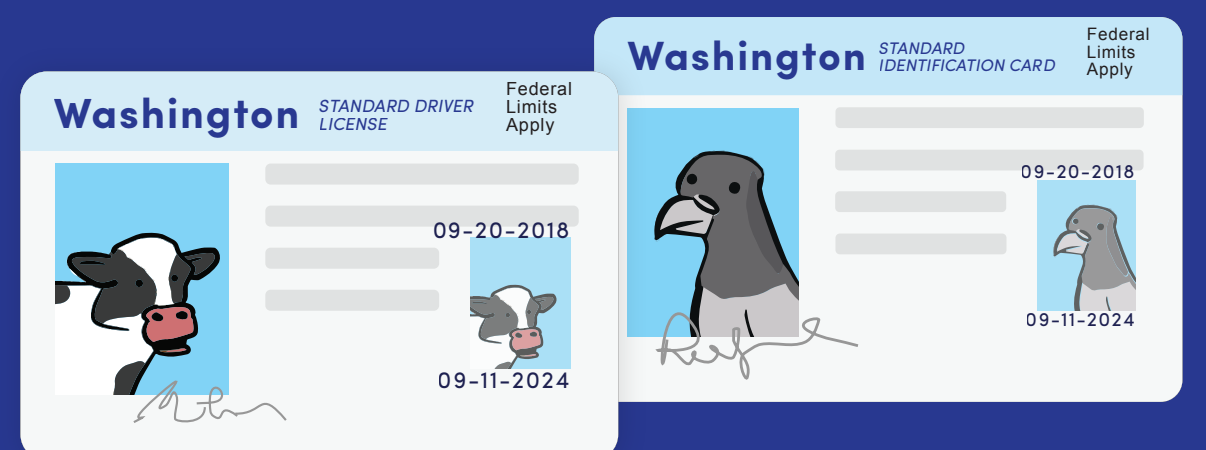 Washington
STANDARD DRIVER
LICENSE
Federal
Limits
Apply
09-20-2018
09-11-2024
Washington
STANDARD
IDENTIFICATION CARD
Federal
Limits
Apply
09-20-2018
09-11-2024